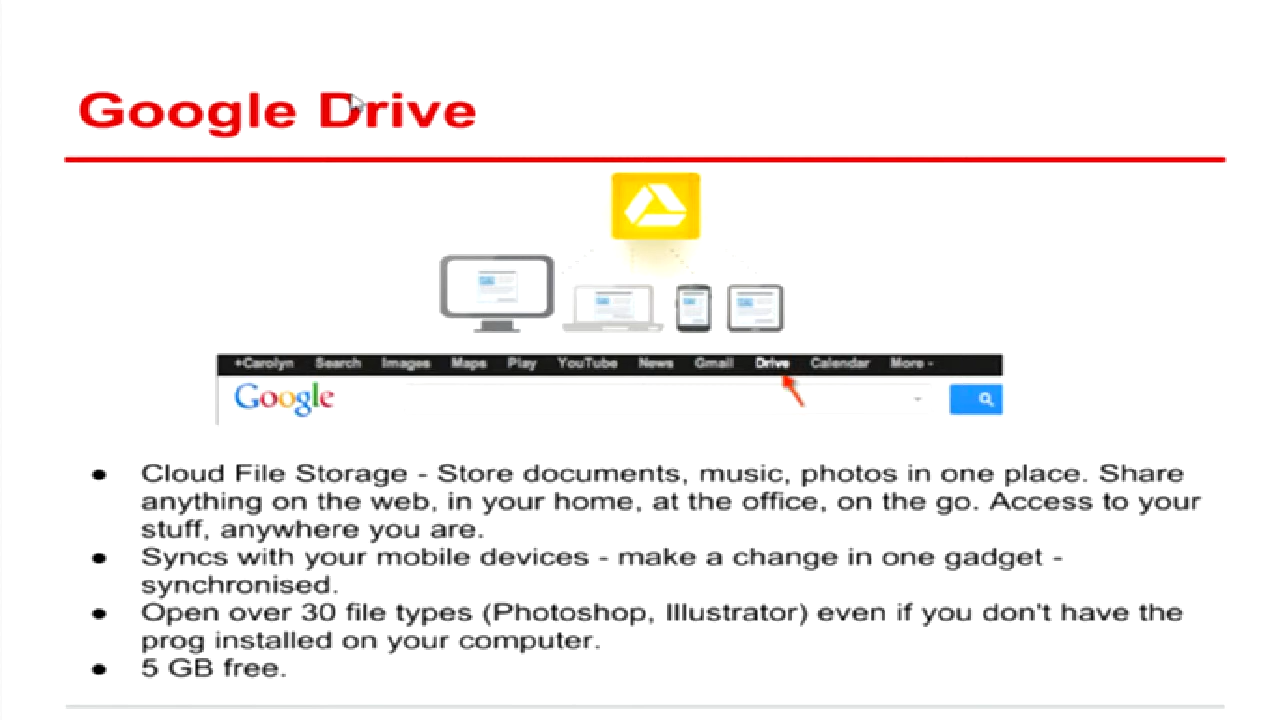 Google Drive
+Carolyn Search Images Maps Play YouTube News Gmail Drive Calendar More
Google
● Cloud File Storage - Store documents, music, photos in one place. Share
anything on the web, in your home, at the office, on the go. Access to your
stuff, anywhere you are.
● Syncs with your mobile devices - make a change in one gadget -
synchronised.
● Open over 30 file types (Photoshop, Illustrator) even if you don't have the
prog installed on your computer.
● 5 GB free.